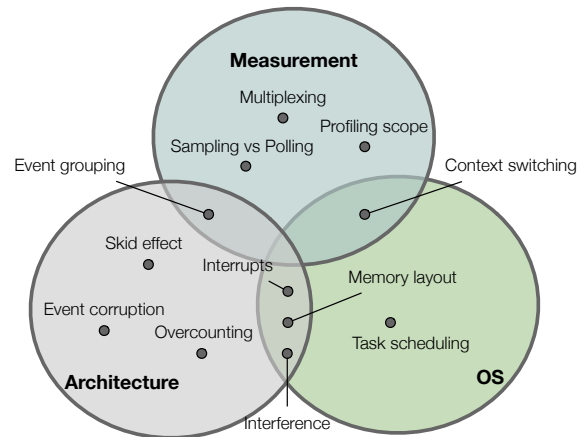 Measurement
Multiplexing
Profiling scope
Sampling vs Polling
Event grouping
Context switching
Skid effect
Interrupts
Memory layout
Event corruption
Overcounting
Task scheduling
Architecture
OS
Interference